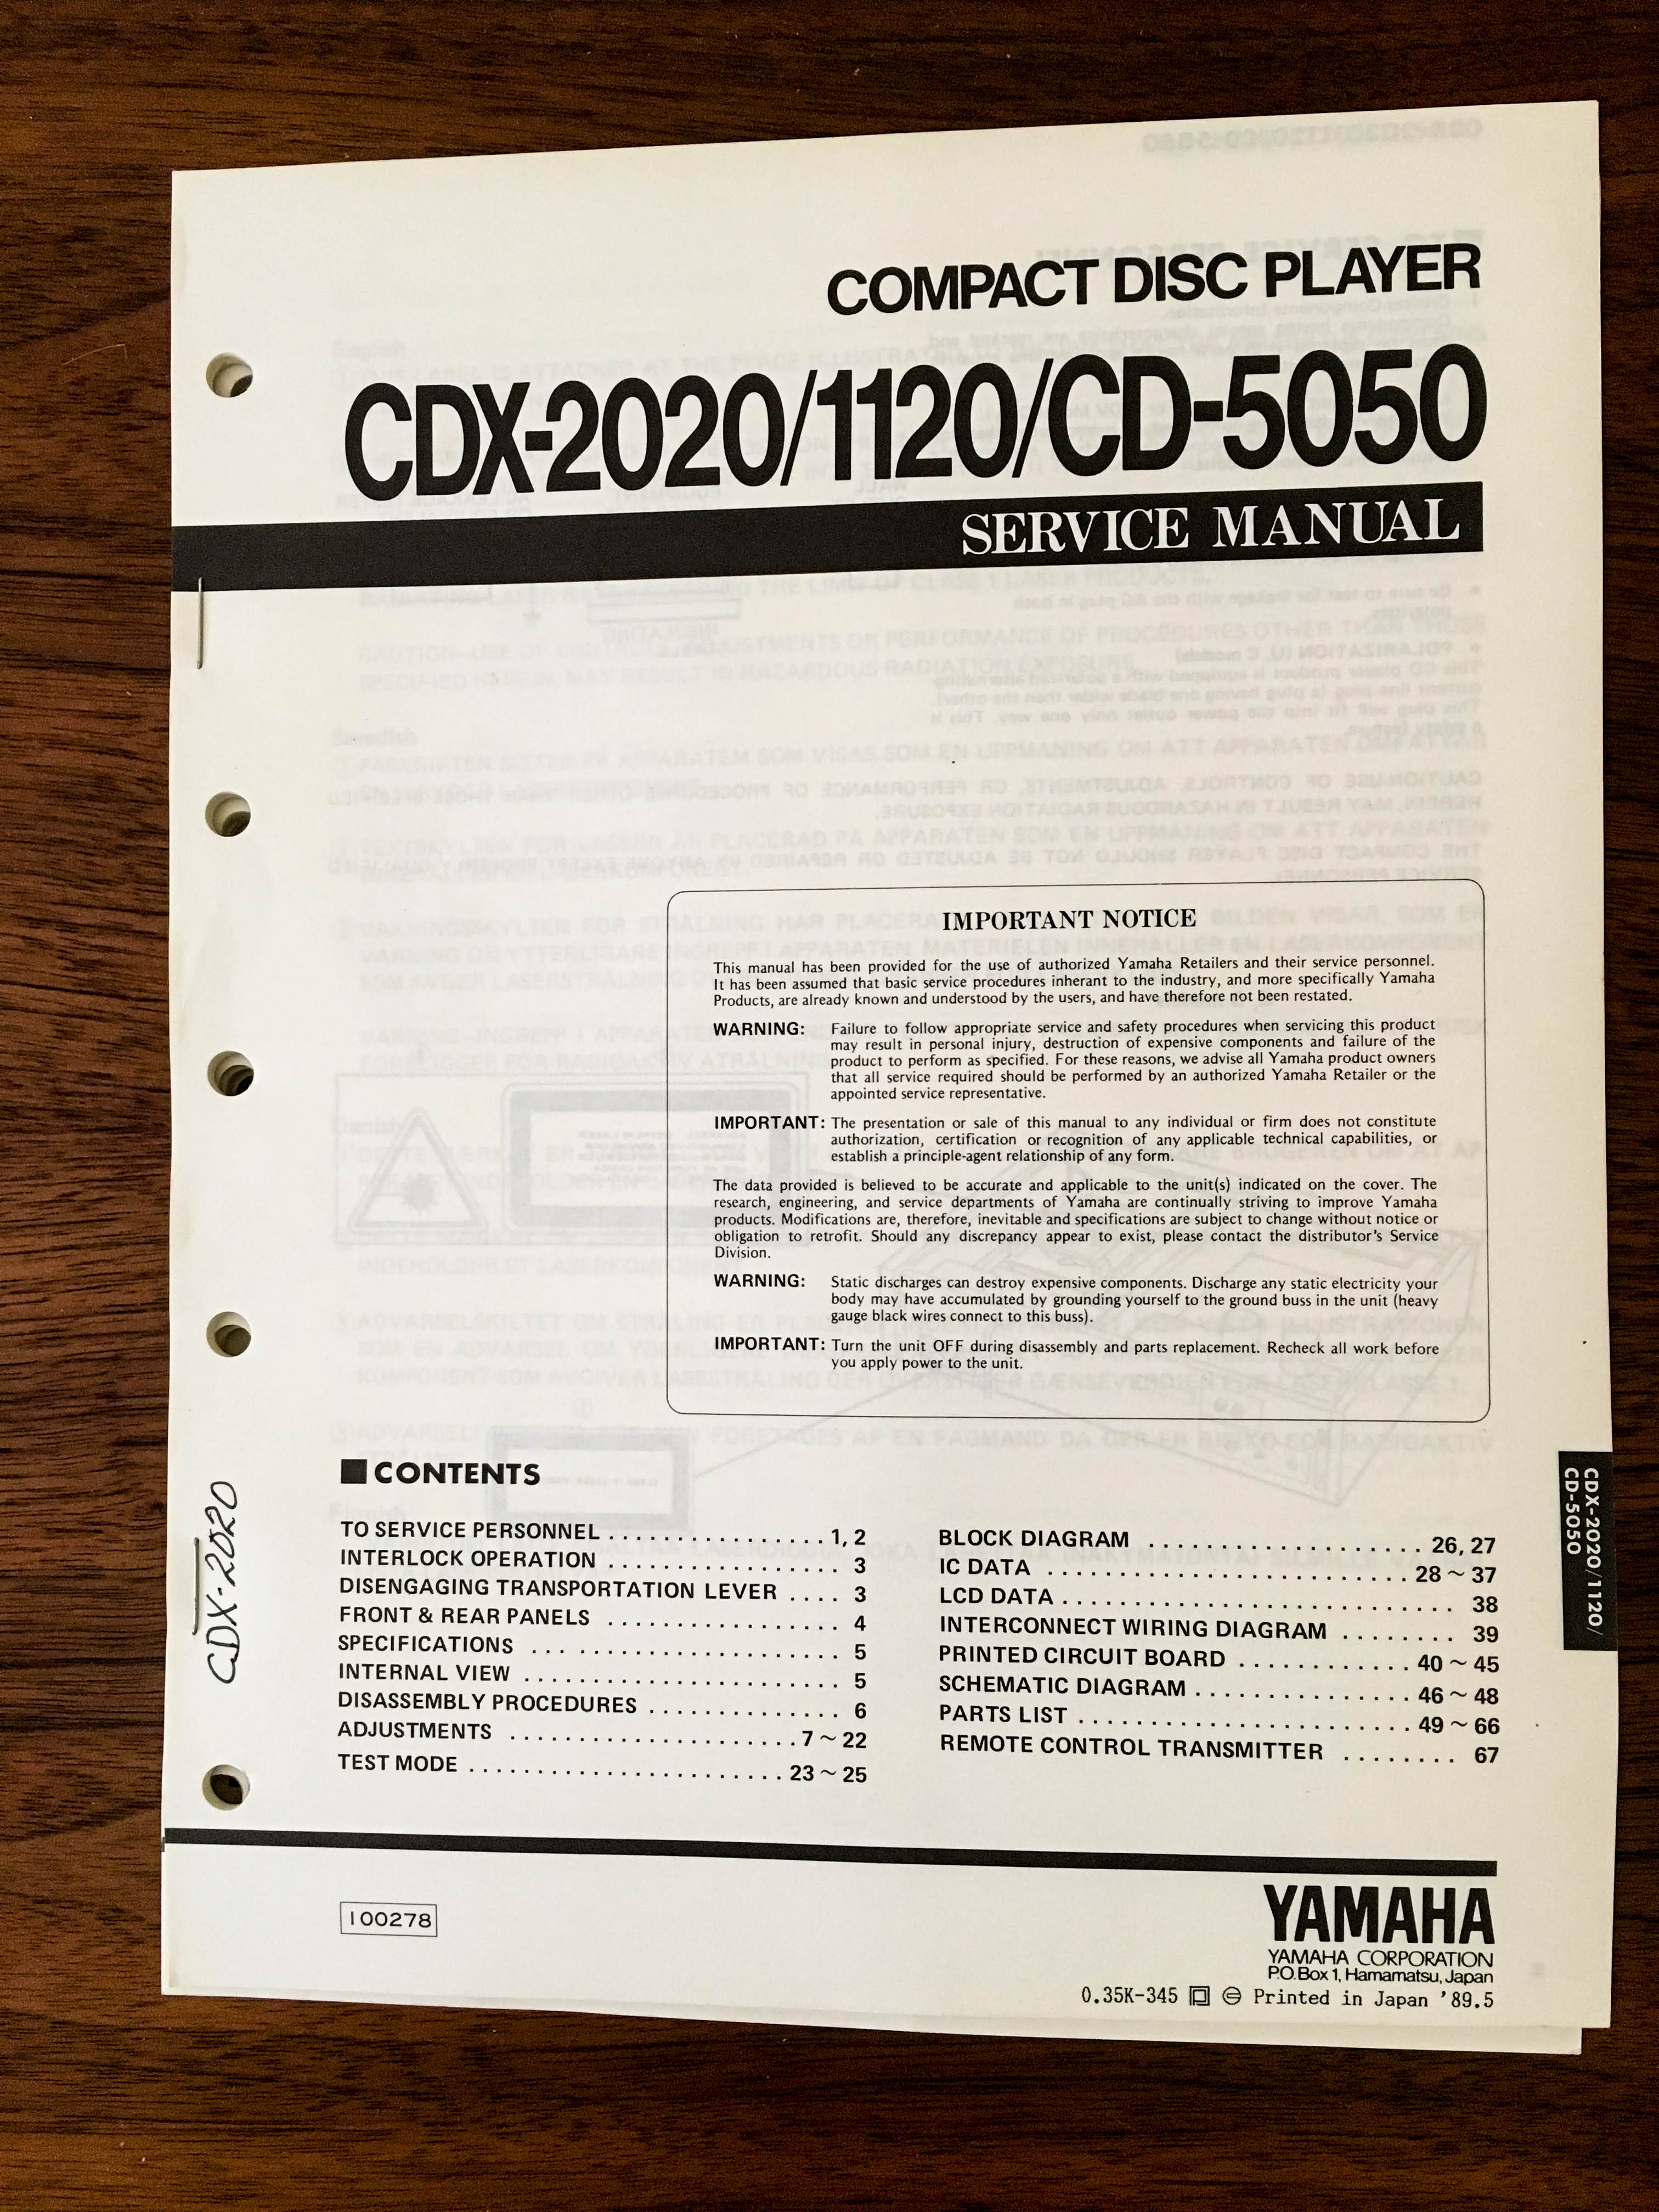 COMPACT DISC PLAYER
CDX-2020/1120/CD-5050
SERVICE MANUAL
IMPORTANT NOTICE
This manual has been provided for the use of authorized Yamaha Retailers and their service personnel.
It has been assumed that basic service procedures inherant to the industry, and more specifically Yamaha
Products, are already known and understood by the users, and have therefore not been restated.
WARNING: Failure to follow appropriate service and safety procedures when servicing this product
may result in personal injury, destruction of expensive components and failure of the
product to perform as specified. For these reasons, we advise all Yamaha product owners
that all service required should be performed by an authorized Yamaha Retailer or the
appointed service representative.
IMPORTANT: The presentation or sale of this manual to any individual or firm does not constitute
authorization, certification or recognition of any applicable technical capabilities, or
establish a principle-agent relationship of any form.
The data provided is believed to be accurate and applicable to the unit(s) indicated on the cover. The
research, engineering, and service departments of Yamaha are continually striving to improve Yamaha
products. Modifications are, therefore, inevitable and specifications are subject to change without notice or
obligation to retrofit. Should any discrepancy appear to exist, please contact the distributor's Service
Division.
WARNING: Static discharges can destroy expensive components. Discharge any static electricity your
body may have accumulated by grounding yourself to the ground buss in the unit (heavy
gauge black wires connect to this buss).
IMPORTANT: Turn the unit OFF during disassembly and parts replacement. Recheck all work before
you apply power to the unit.
CDX-2020
CDX-2020/1120/
CD-5050
■ CONTENTS
TO SERVICE PERSONNEL ................ 1, 2
INTERLOCK OPERATION ................. 3
DISENGAGING TRANSPORTATION LEVER .... 3
FRONT & REAR PANELS ................. 4
SPECIFICATIONS ....................... 5
INTERNAL VIEW ....................... 5
DISASSEMBLY PROCEDURES .............. 6
ADJUSTMENTS ..................... 7 ~ 22
TEST MODE ....................... 23 ~ 25
BLOCK DIAGRAM .................... 26, 27
IC DATA .......................... 28 ~ 37
LCD DATA ............................. 38
INTERCONNECT WIRING DIAGRAM ........ 39
PRINTED CIRCUIT BOARD ............. 40 ~ 45
SCHEMATIC DIAGRAM ................ 46 ~ 48
PARTS LIST ......................... 49 ~ 66
REMOTE CONTROL TRANSMITTER ........ 67
100278
YAMAHA
YAMAHA CORPORATION
P.O.Box 1, Hamamatsu, Japan
0.35K-345 Printed in Japan '89.5